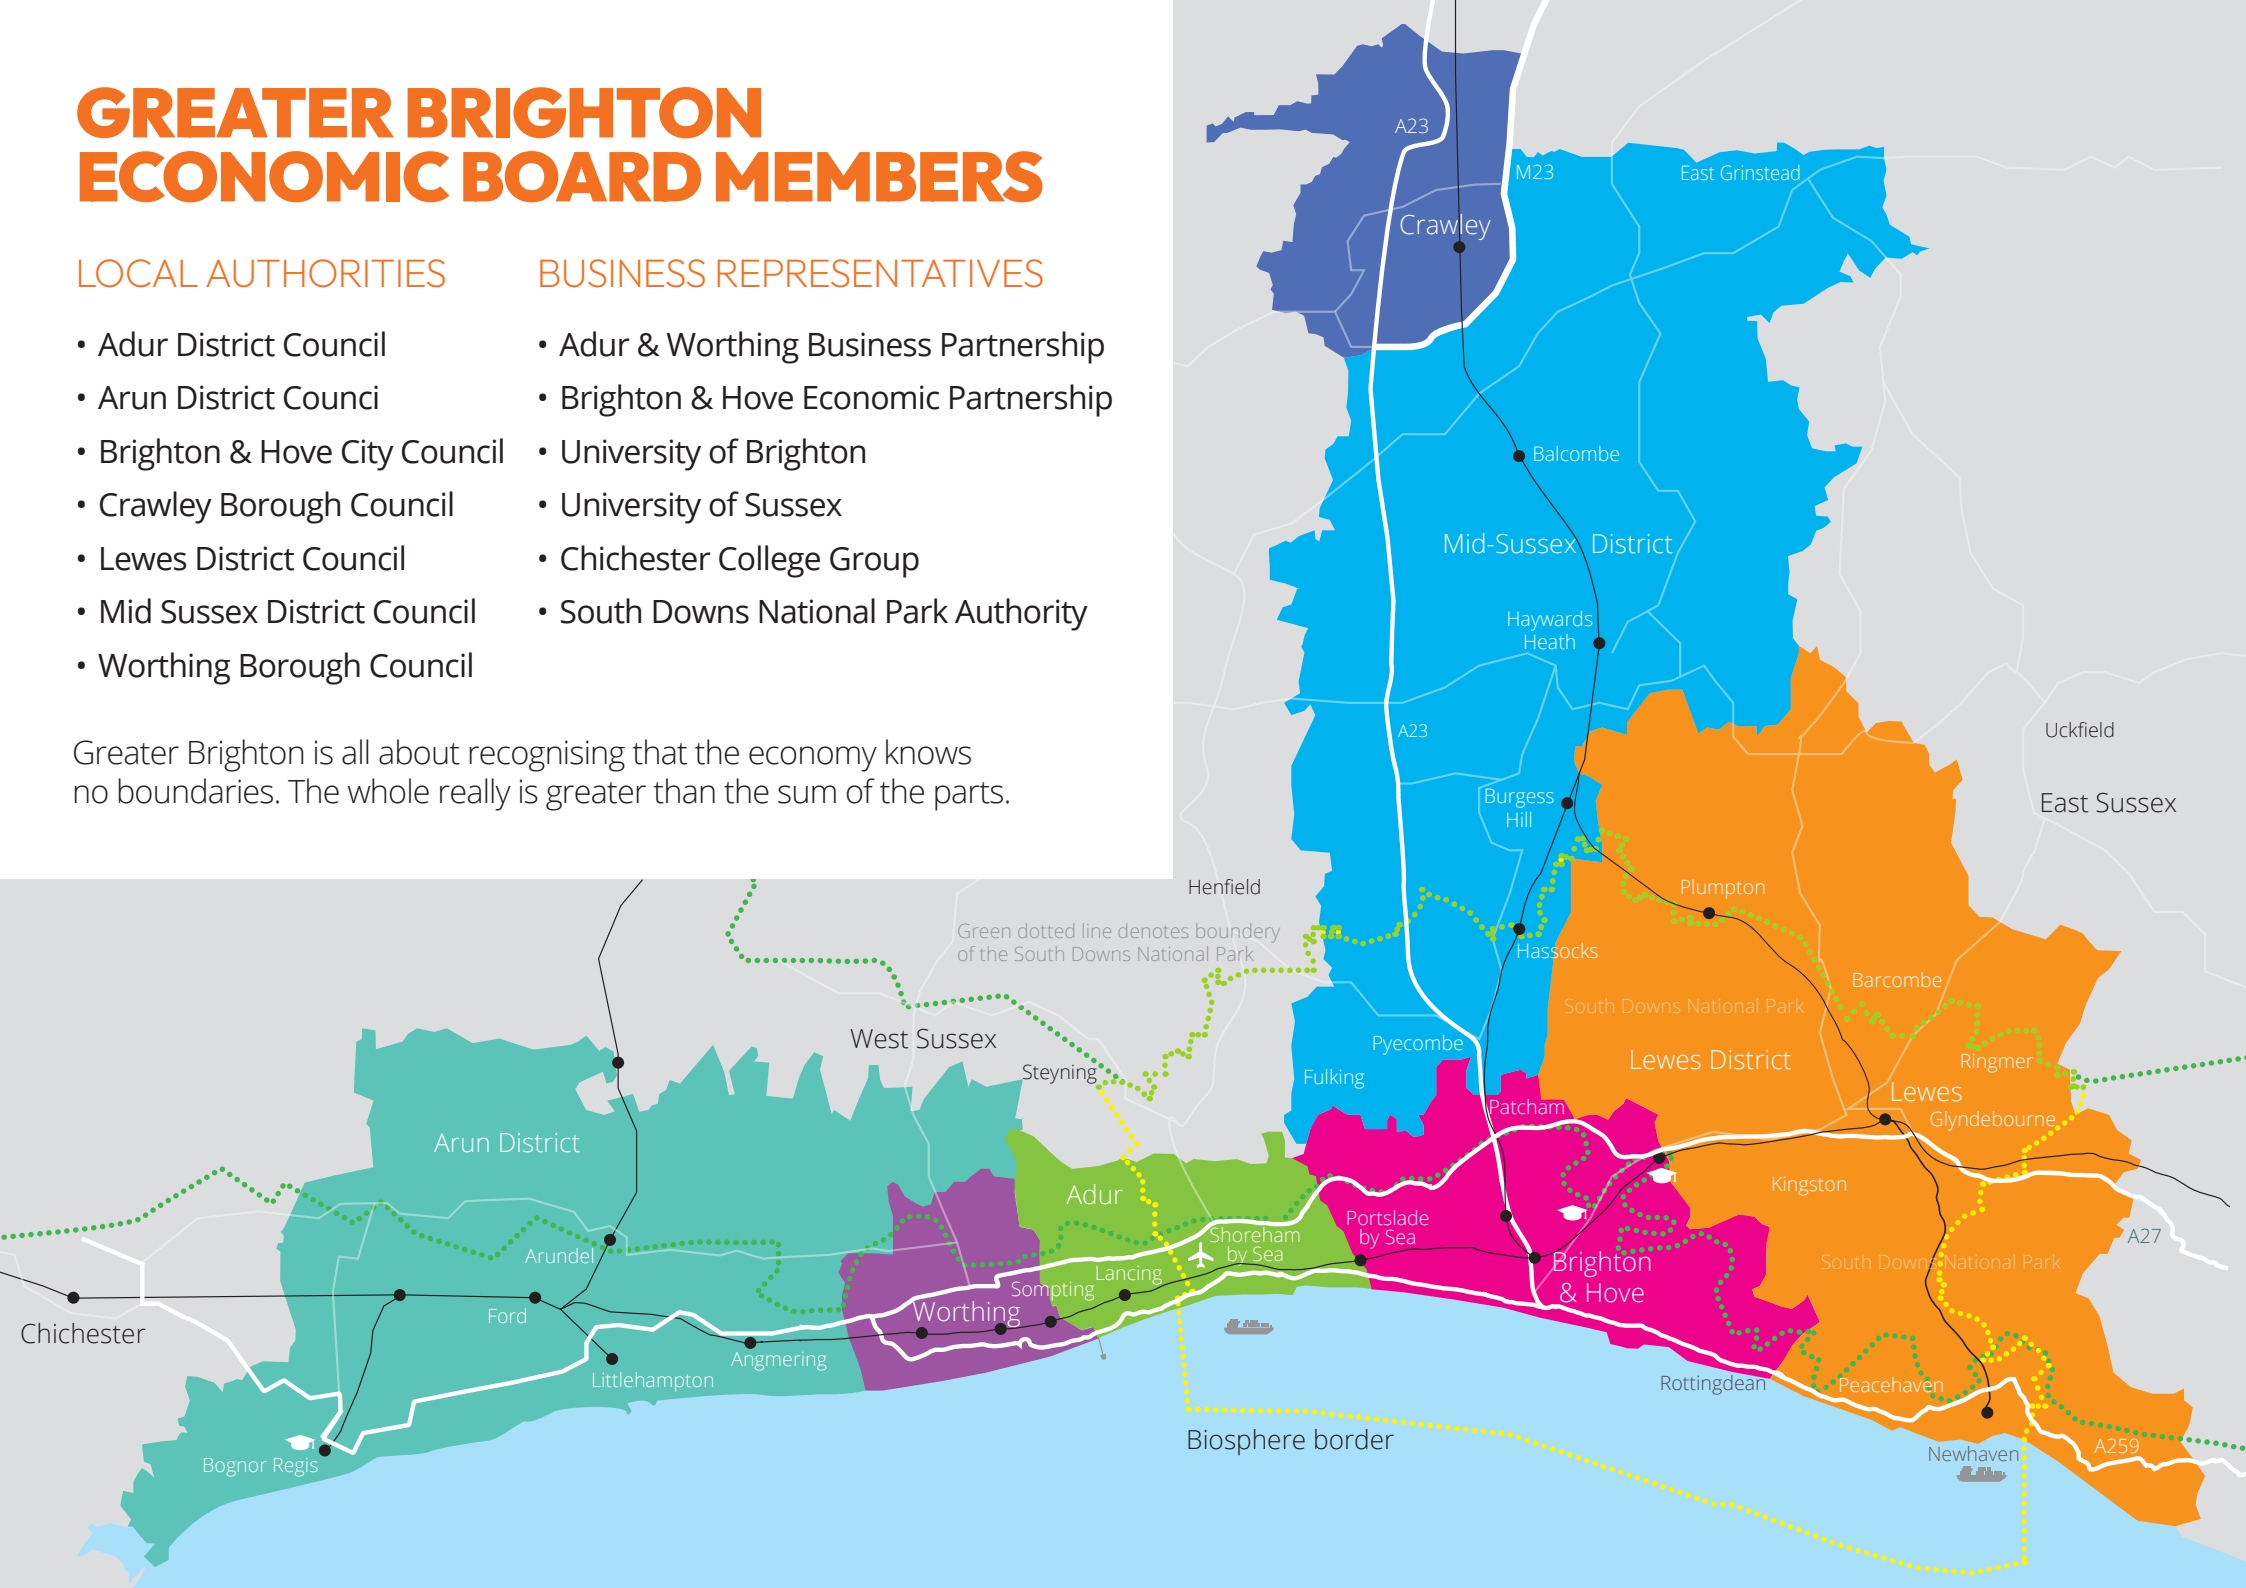 GREATER BRIGHTON
ECONOMIC BOARD MEMBERS
LOCAL AUTHORITIES
• Adur District Council
• Arun District Counci
• Brighton & Hove City Council
• Crawley Borough Council
• Lewes District Council
• Mid Sussex District Council
• Worthing Borough Council
BUSINESS REPRESENTATIVES
• Adur & Worthing Business Partnership
• Brighton & Hove Economic Partnership
• University of Brighton
• University of Sussex
• Chichester College Group
• South Downs National Park Authority
Greater Brighton is all about recognising that the economy knows
no boundaries. The whole really is greater than the sum of the parts.
A23
M23
East Grinstead
Crawley
Balcombe
Mid-Sussex District
Haywards
Heath
A23
Uckfield
Burgess
Hill
East Sussex
Henfield
Plumpton
Green dotted line denotes boundery
of the South Downs National Park
Hassocks
Barcombe
South Downs National Park
West Sussex
Pyecombe
Lewes District
Ringmer
Steyning
Fulking
Lewes
Patcham
Glyndebourne
Arun District
Kingston
Adur
Portslade
by Sea
Shoreham
by Sea
A27
Arundel
Brighton
& Hove
South Downs National Park
Lancing
Sompting
Ford
Worthing
Chichester
Angmering
Littlehampton
Rottingdean
Peacehaven
Biosphere border
A259
Newhaven
Bognor Regis